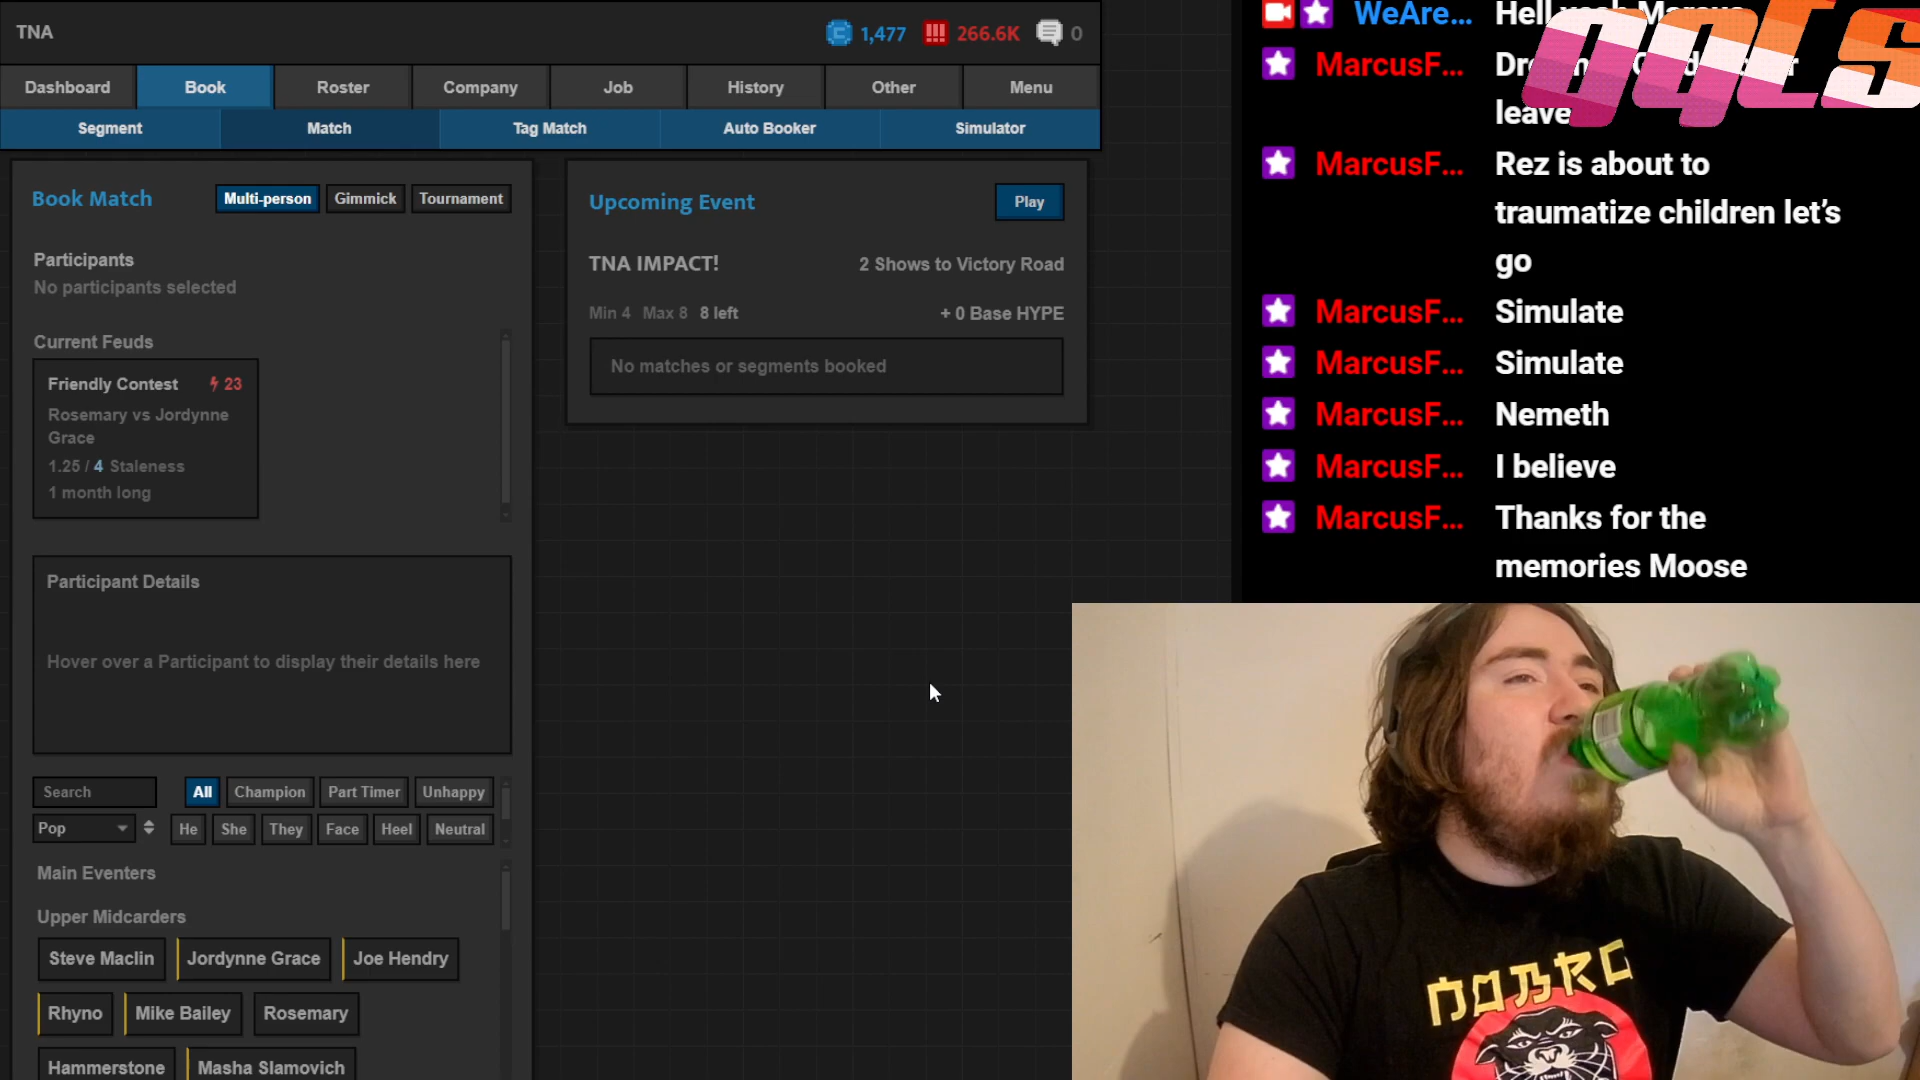 TNA
1,477
266.6K
0
Dashboard
Book
Roster
Company
Job
History
Other
Menu
Segment
Match
Tag Match
Auto Booker
Simulator
Book Match
Multi-person
Gimmick
Tournament
Participants
No participants selected
Current Feuds
Friendly Contest
23
Rosemary vs Jordynne
Grace
1.25 / 4 Staleness
1 month long
Participant Details
Hover over a Participant to display their details here
Search
All
Champion
Part Timer
Unhappy
Pop
He
She
They
Face
Heel
Neutral
Main Eventers
Upper Midcarders
Steve Maclin
Jordynne Grace
Joe Hendry
Rhyno
Mike Bailey
Rosemary
Hammerstone
Masha Slamovich
Upcoming Event
Play
TNA IMPACT!
2 Shows to Victory Road
Min 4 Max 8 8 left
+ 0 Base HYPE
No matches or segments booked
WeAre... Hell yeah Marcus
MarcusF...
leave
MarcusF... Rez is about to
traumatize children let's
go
MarcusF... Simulate
MarcusF... Simulate
MarcusF... Nemeth
MarcusF... I believe
MarcusF... Thanks for the
memories Moose